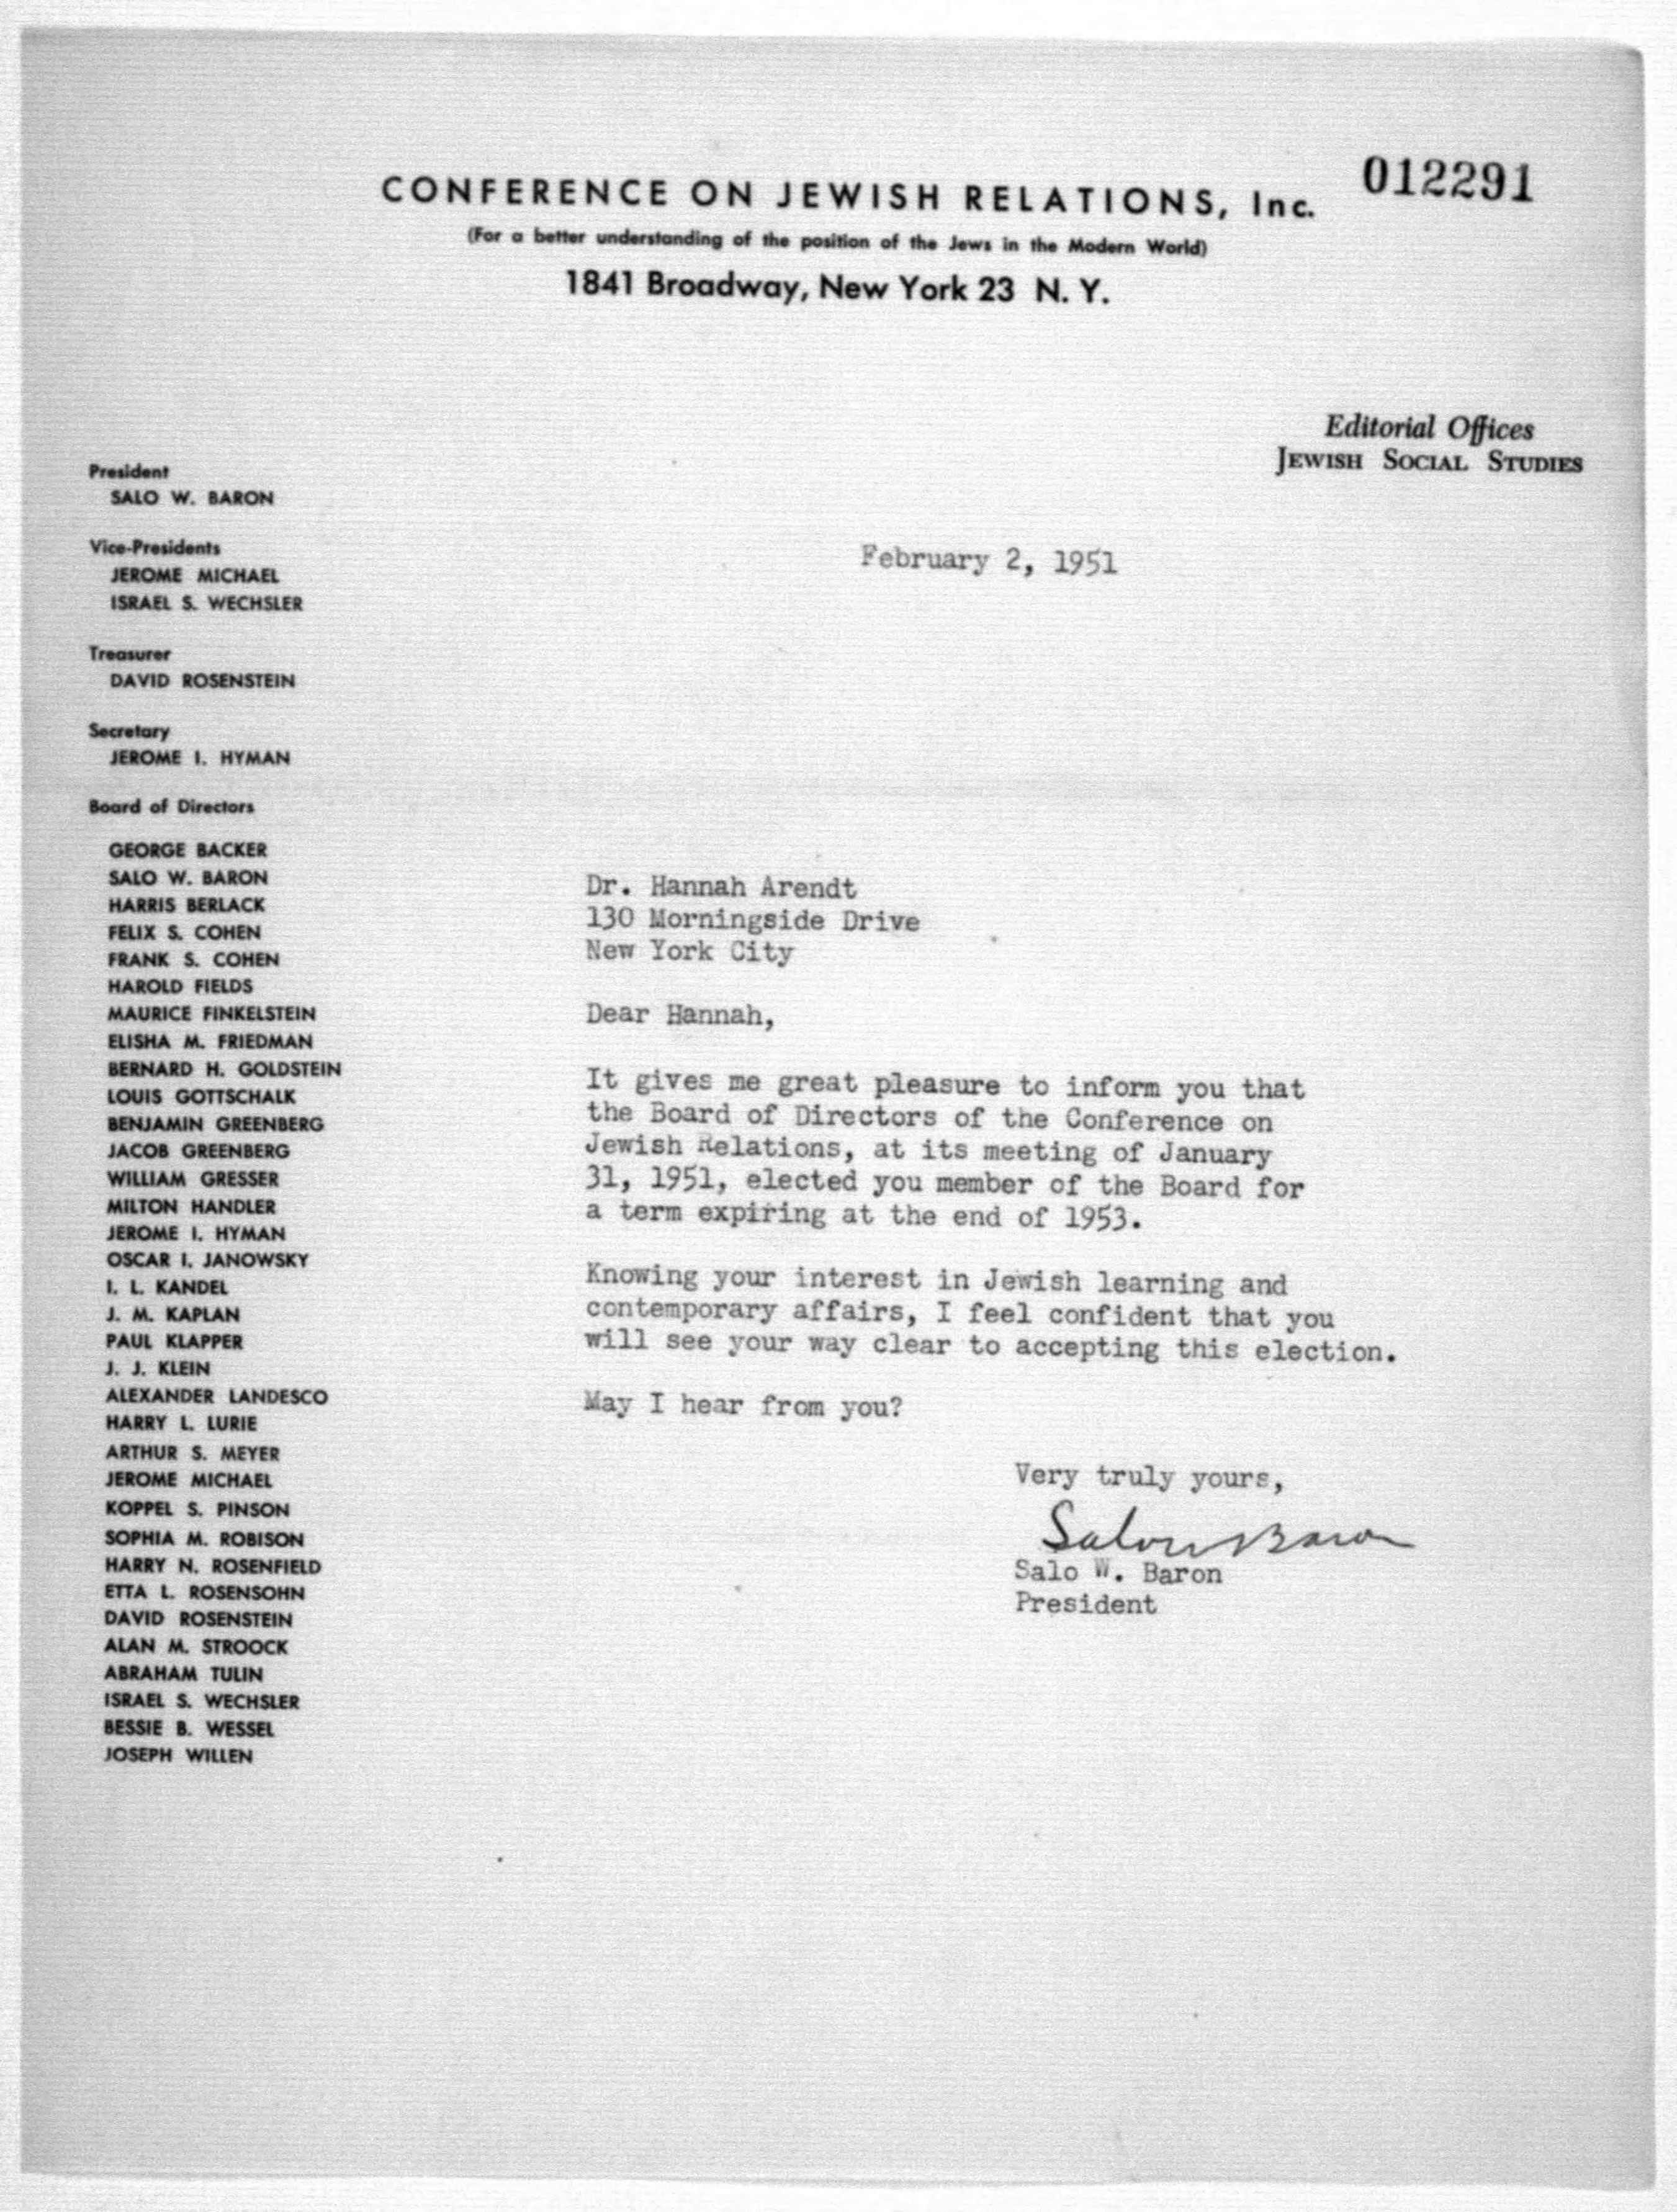 012291
CONFERENCE ON JEWISH RELATIONS, Inc.
(For a better understanding of the position of the Jews in the Modern World)
1841 Broadway, New York 23 N. Y.
Editorial Offices
JEWISH SOCIAL STUDIES
President
SALO W. BARON
Vice-Presidents
JEROME MICHAEL
ISRAEL S. WECHSLER
Treasurer
DAVID ROSENSTEIN
Secretary
JEROME I. HYMAN
Board of Directors
GEORGE BACKER
SALO W. BARON
HARRIS BERLACK
FELIX S. COHEN
FRANK S. COHEN
HAROLD FIELDS
MAURICE FINKELSTEIN
ELISHA M. FRIEDMAN
BERNARD H. GOLDSTEIN
LOUIS GOTTSCHALK
BENJAMIN GREENBERG
JACOB GREENBERG
WILLIAM GRESSER
MILTON HANDLER
JEROME I. HYMAN
OSCAR I. JANOWSKY
I. L. KANDEL
J. M. KAPLAN
PAUL KLAPPER
J. J. KLEIN
ALEXANDER LANDESCO
HARRY L. LURIE
ARTHUR S. MEYER
JEROME MICHAEL
KOPPEL S. PINSON
SOPHIA M. ROBISON
HARRY N. ROSENFIELD
ETTA L. ROSENSOHN
DAVID ROSENSTEIN
ALAN M. STROOCK
ABRAHAM TULIN
ISRAEL S. WECHSLER
BESSIE B. WESSEL
JOSEPH WILLEN
February 2, 1951
Dr. Hannah Arendt
130 Morningside Drive
New York City
Dear Hannah,
It gives me great pleasure to inform you that
the Board of Directors of the Conference on
Jewish Relations, at its meeting of January
31, 1951, elected you member of the Board for
a term expiring at the end of 1953.
Knowing your interest in Jewish learning and
contemporary affairs, I feel confident that you
will see your way clear to accepting this election.
May I hear from you?
Very truly yours,
Salo W Baron
Salo W. Baron
President